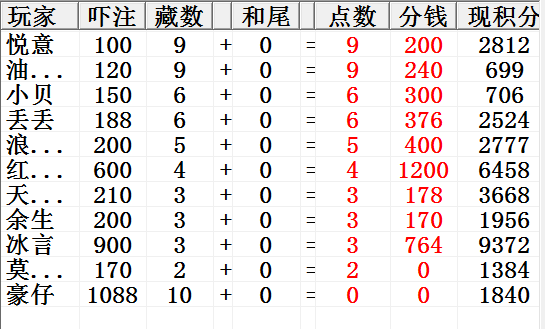 玩家 吓注 藏数 和尾 点数 分钱 现积分
悦意 100 9 + 0 = 9 200 2812
油... 120 9 + 0 = 9 240 699
小贝 150 6 + 0 = 6 300 706
丢丢 188 6 + 0 = 6 376 2524
浪... 200 5 + 0 = 5 400 2777
红... 600 4 + 0 = 4 1200 6458
天... 210 3 + 0 = 3 178 3668
余生 200 3 + 0 = 3 170 1956
冰言 900 3 + 0 = 3 764 9372
莫... 170 2 + 0 = 2 0 1384
豪仔 1088 10 + 0 = 0 0 1840